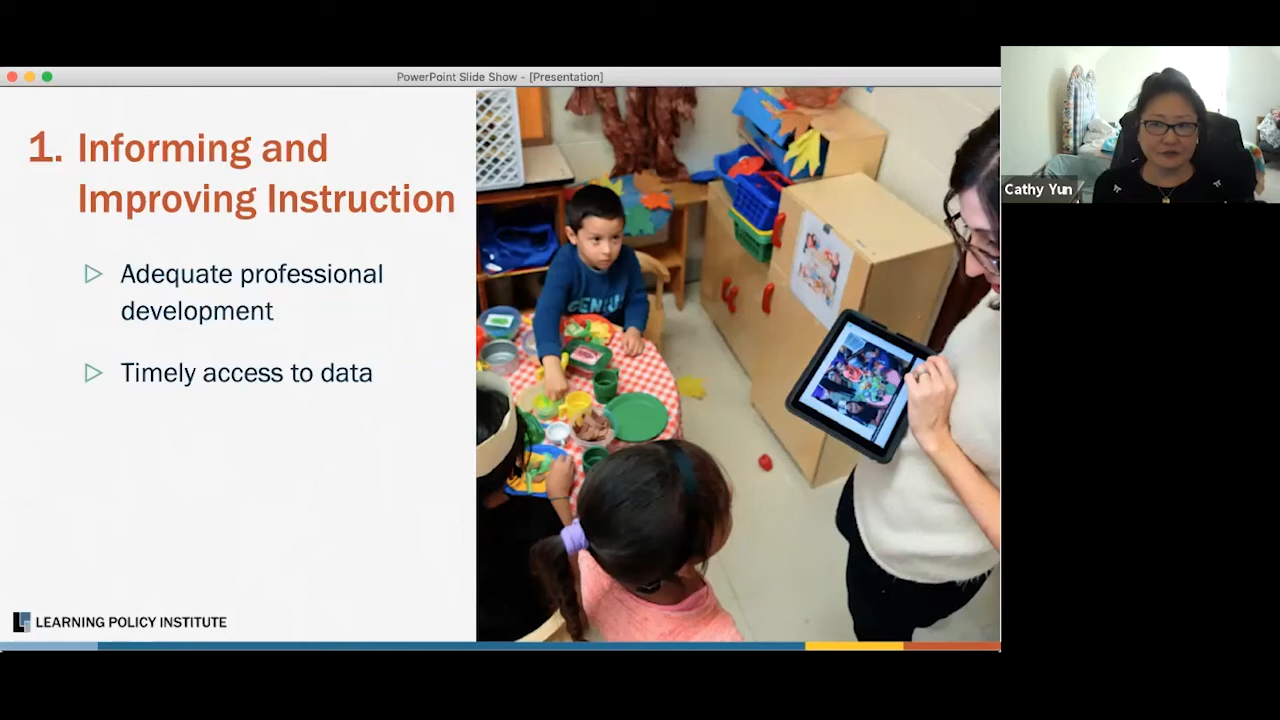 PowerPoint Slide Show - [Presentation]
1. Informing and
Improving Instruction
Adequate professional
development
Timely access to data
LEARNING POLICY INSTITUTE
GENIUS
Cathy Yun